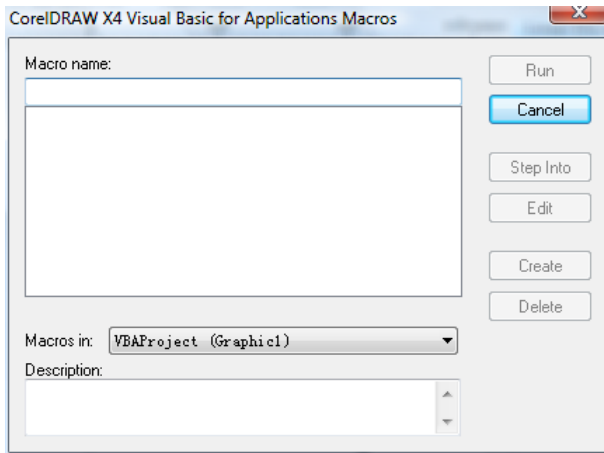 CorelDRAW X4 Visual Basic for Applications Macros
Macro name:
Run
Cancel
Step Into
Edit
Create
Delete
Macros in: VBAProject (Graphic1)
Description: